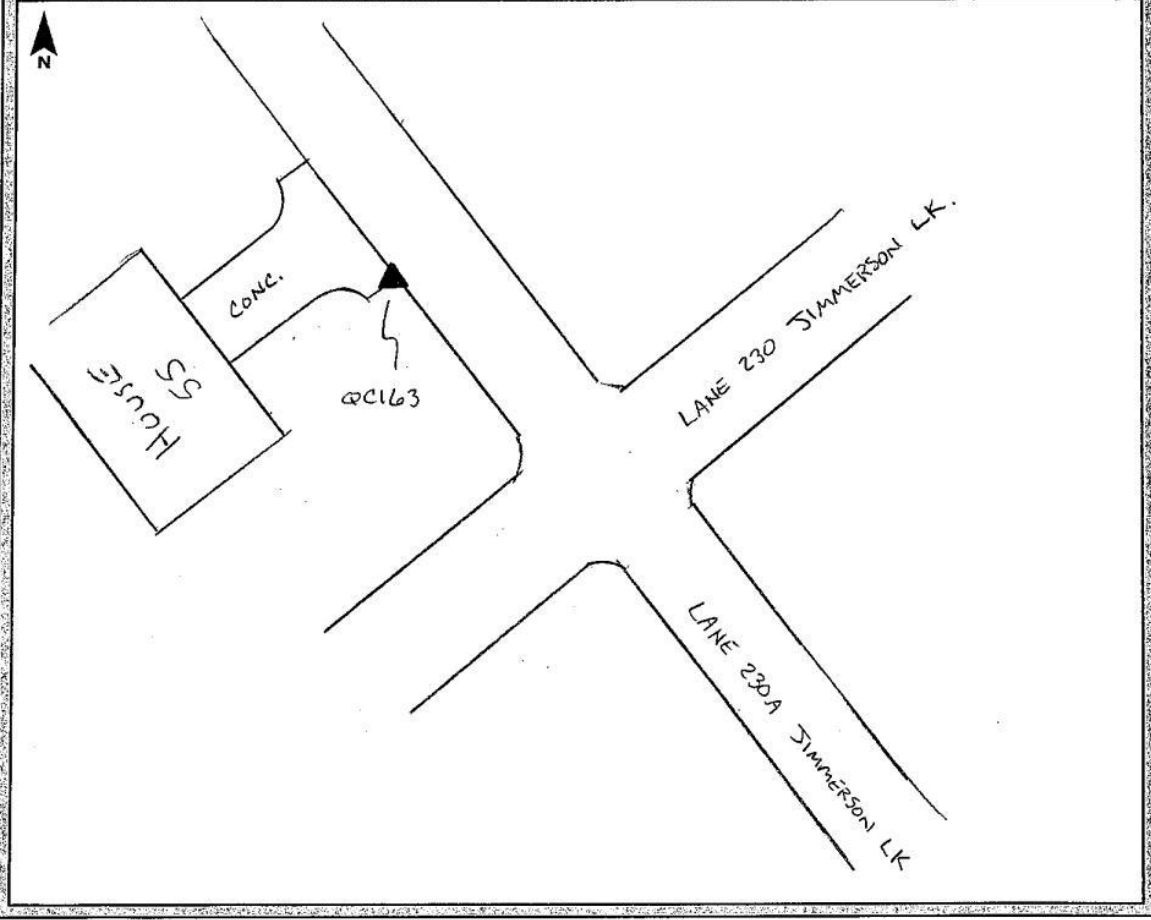 N
CONC.
HOUSE
55
QC163
LANE 230 JIMMERSON LK.
LANE 230A JIMMERSON LK